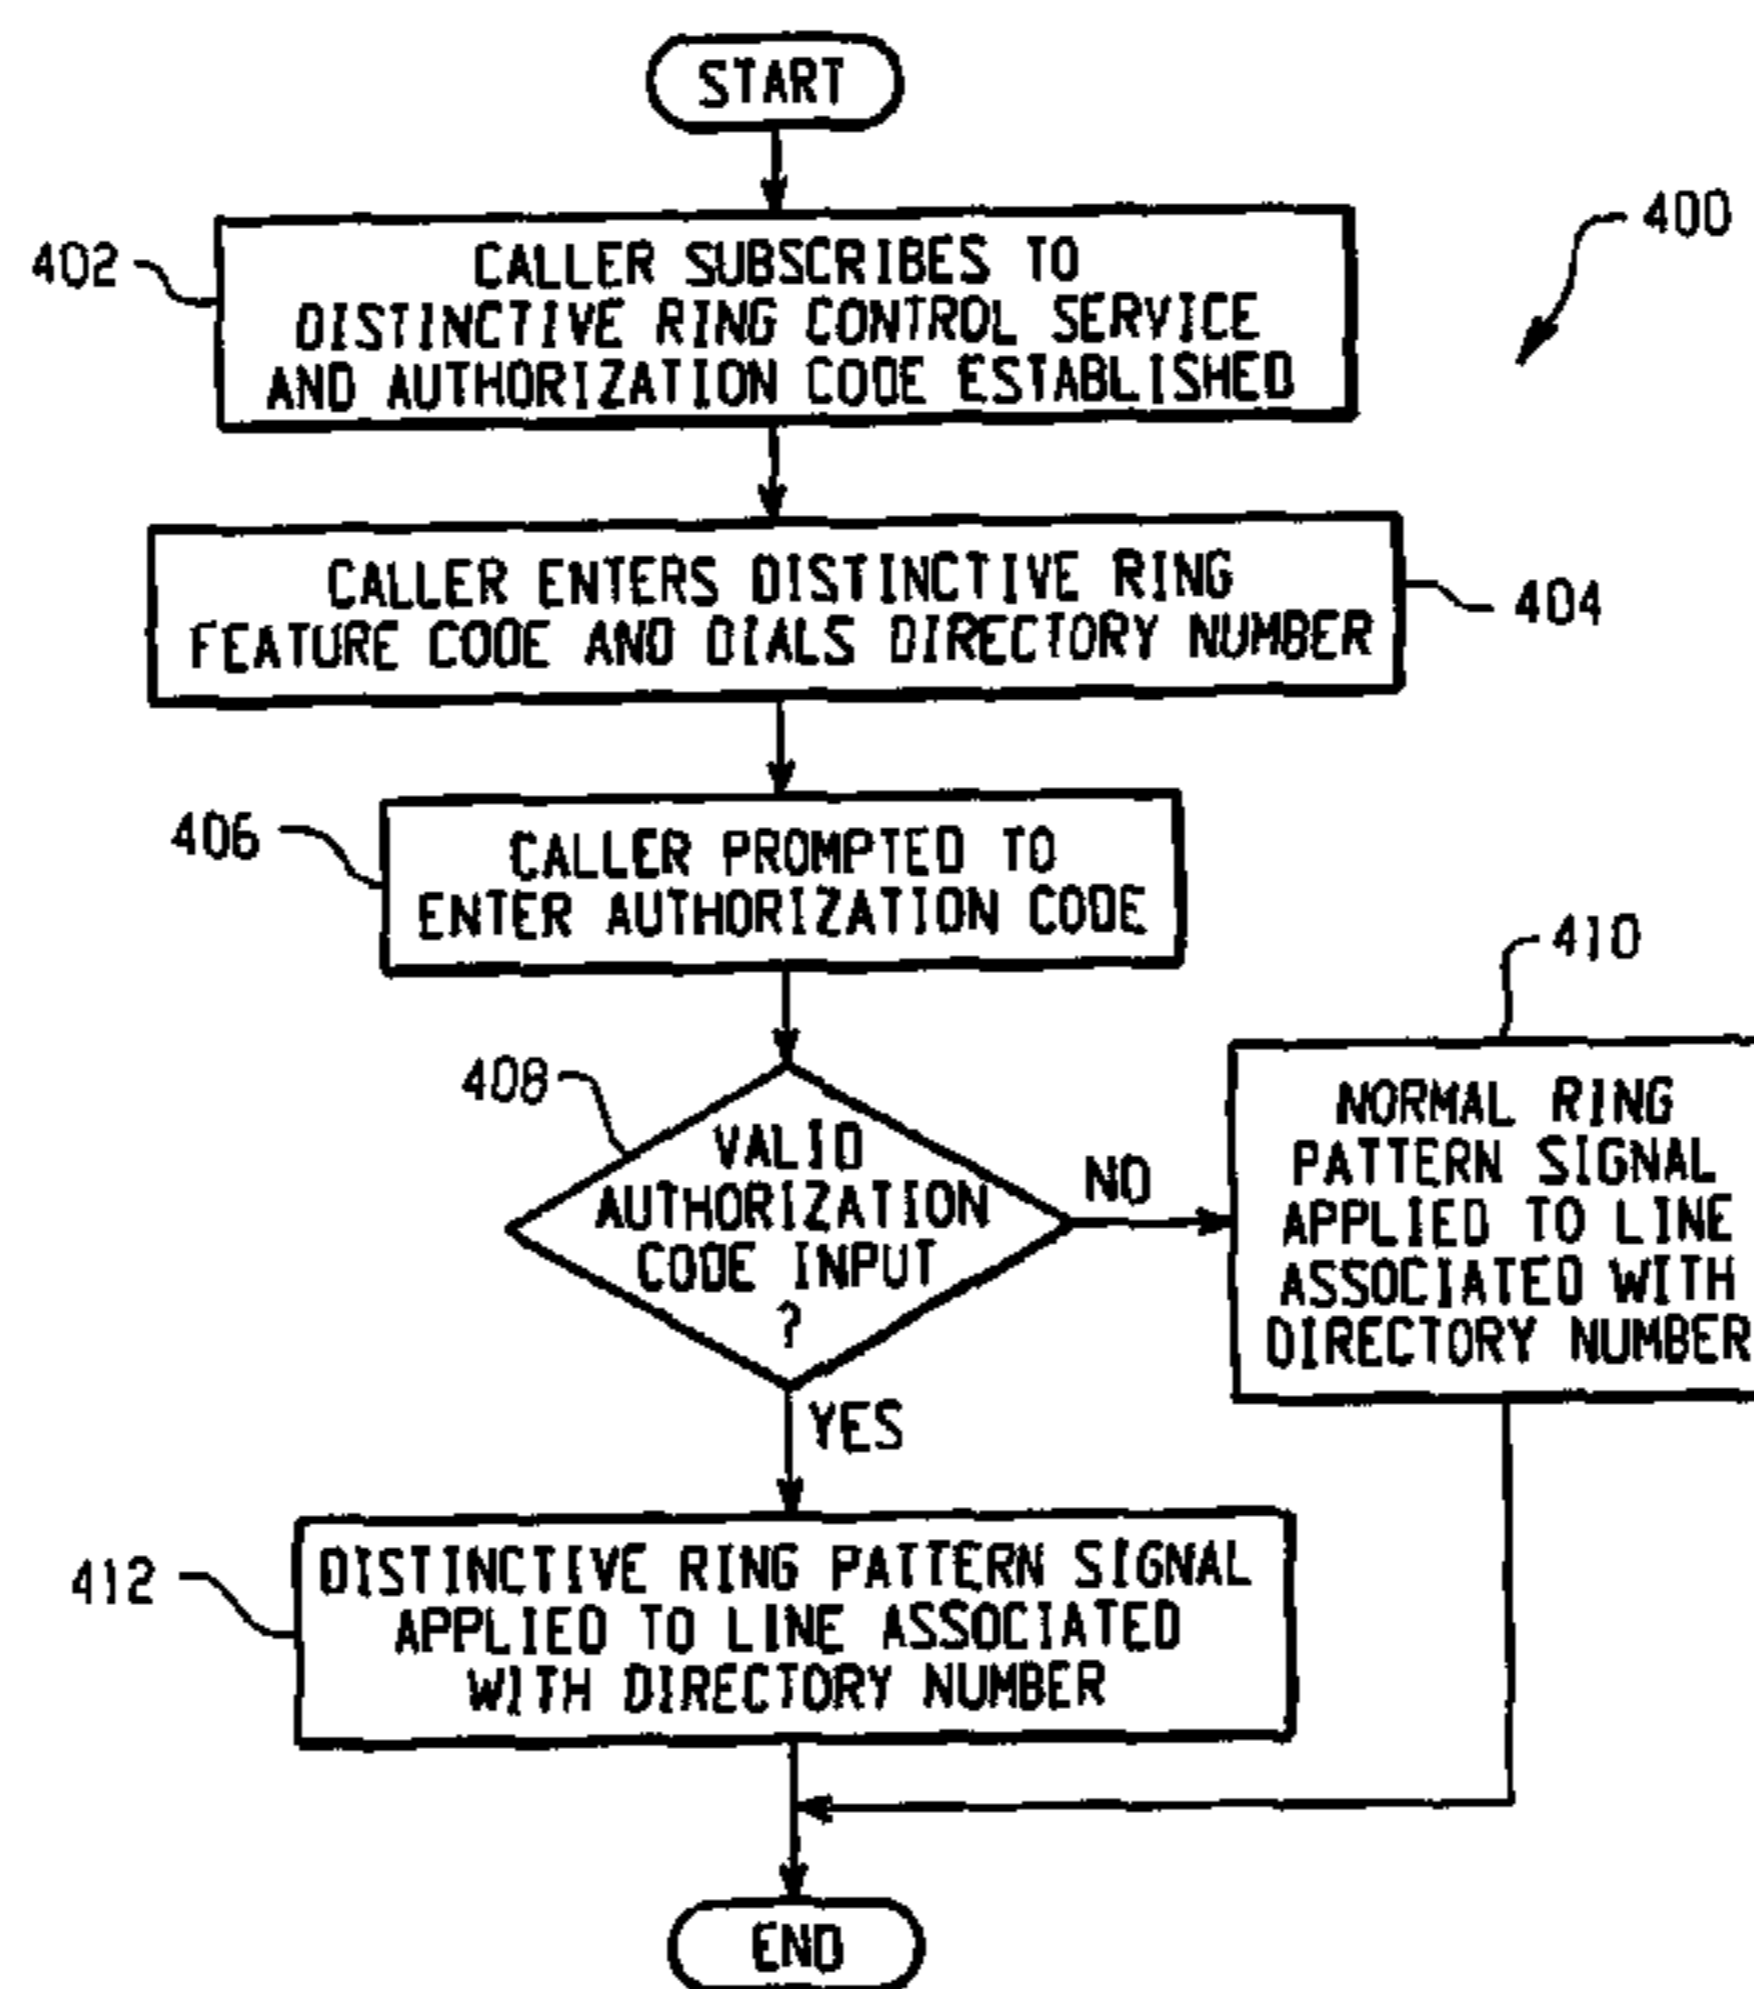 START
400
402
CALLER SUBSCRIBES TO
DISTINCTIVE RING CONTROL SERVICE
AND AUTHORIZATION CODE ESTABLISHED
CALLER ENTERS DISTINCTIVE RING
FEATURE CODE AND DIALS DIRECTORY NUMBER
404
406
CALLER PROMPTED TO
ENTER AUTHORIZATION CODE
408
VALID
AUTHORIZATION
CODE INPUT
?
NO
YES
410
NORMAL RING
PATTERN SIGNAL
APPLIED TO LINE
ASSOCIATED WITH
DIRECTORY NUMBER
412
DISTINCTIVE RING PATTERN SIGNAL
APPLIED TO LINE ASSOCIATED
WITH DIRECTORY NUMBER
END